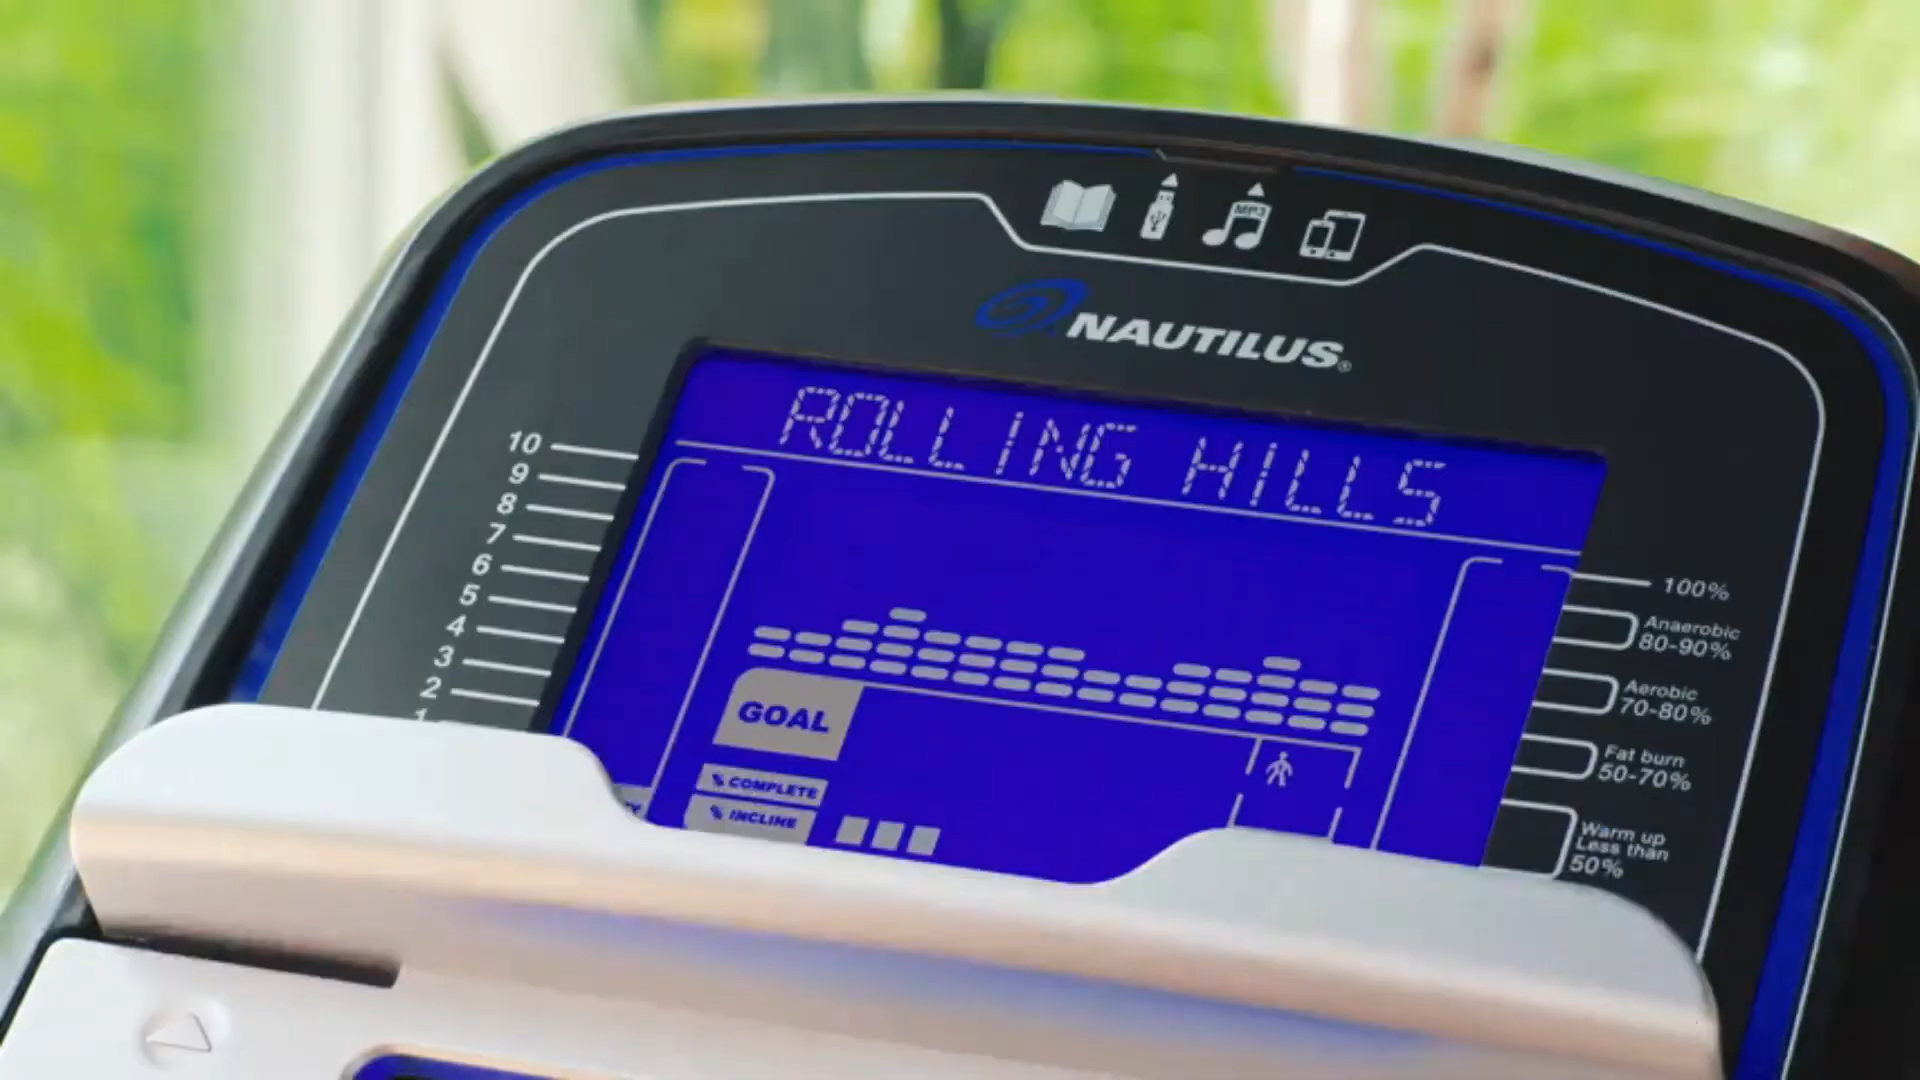 MP3
NAUTILUS®
ROLLING HILLS
10
9
8
7
6
5
4
3
2
1
100%
Anaerobic
80-90%
Aerobic
70-80%
Fat burn
50-70%
Warm up
Less than
50%
GOAL
% COMPLETE
% INCLINE